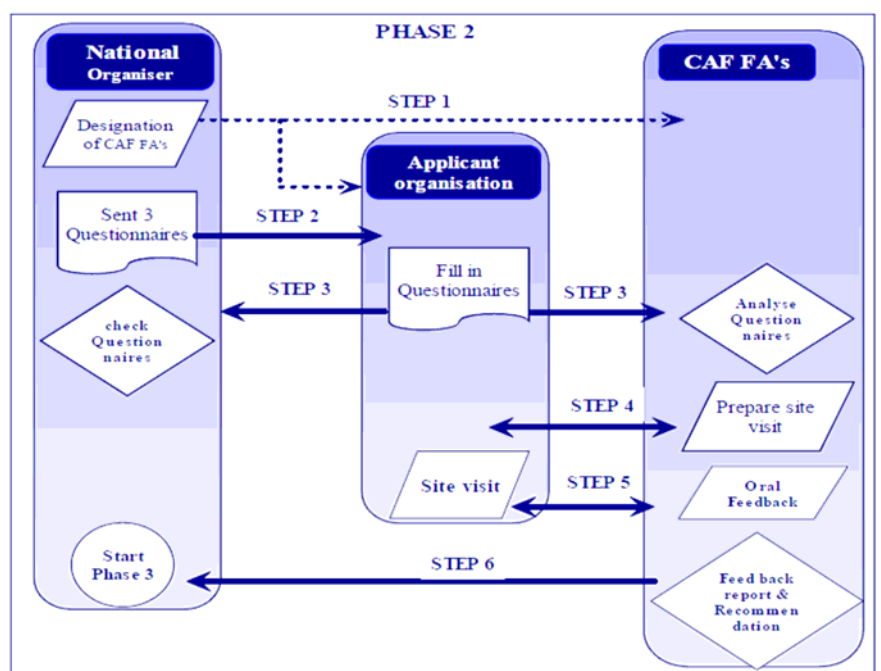 PHASE 2
National
Organiser
CAF FA's
STEP 1
Designation
of CAF FA's
Applicant
organisation
Sent 3
Questionnaires
STEP 2
Fill in
Questionnaires
STEP 3
STEP 3
check
Question
naires
Analyse
Question
naires
STEP 4
Prepare site
visit
Site visit
STEP 5
Oral
Feedback
Start
Phase 3
STEP 6
Feed back
report &
Recommen
dation